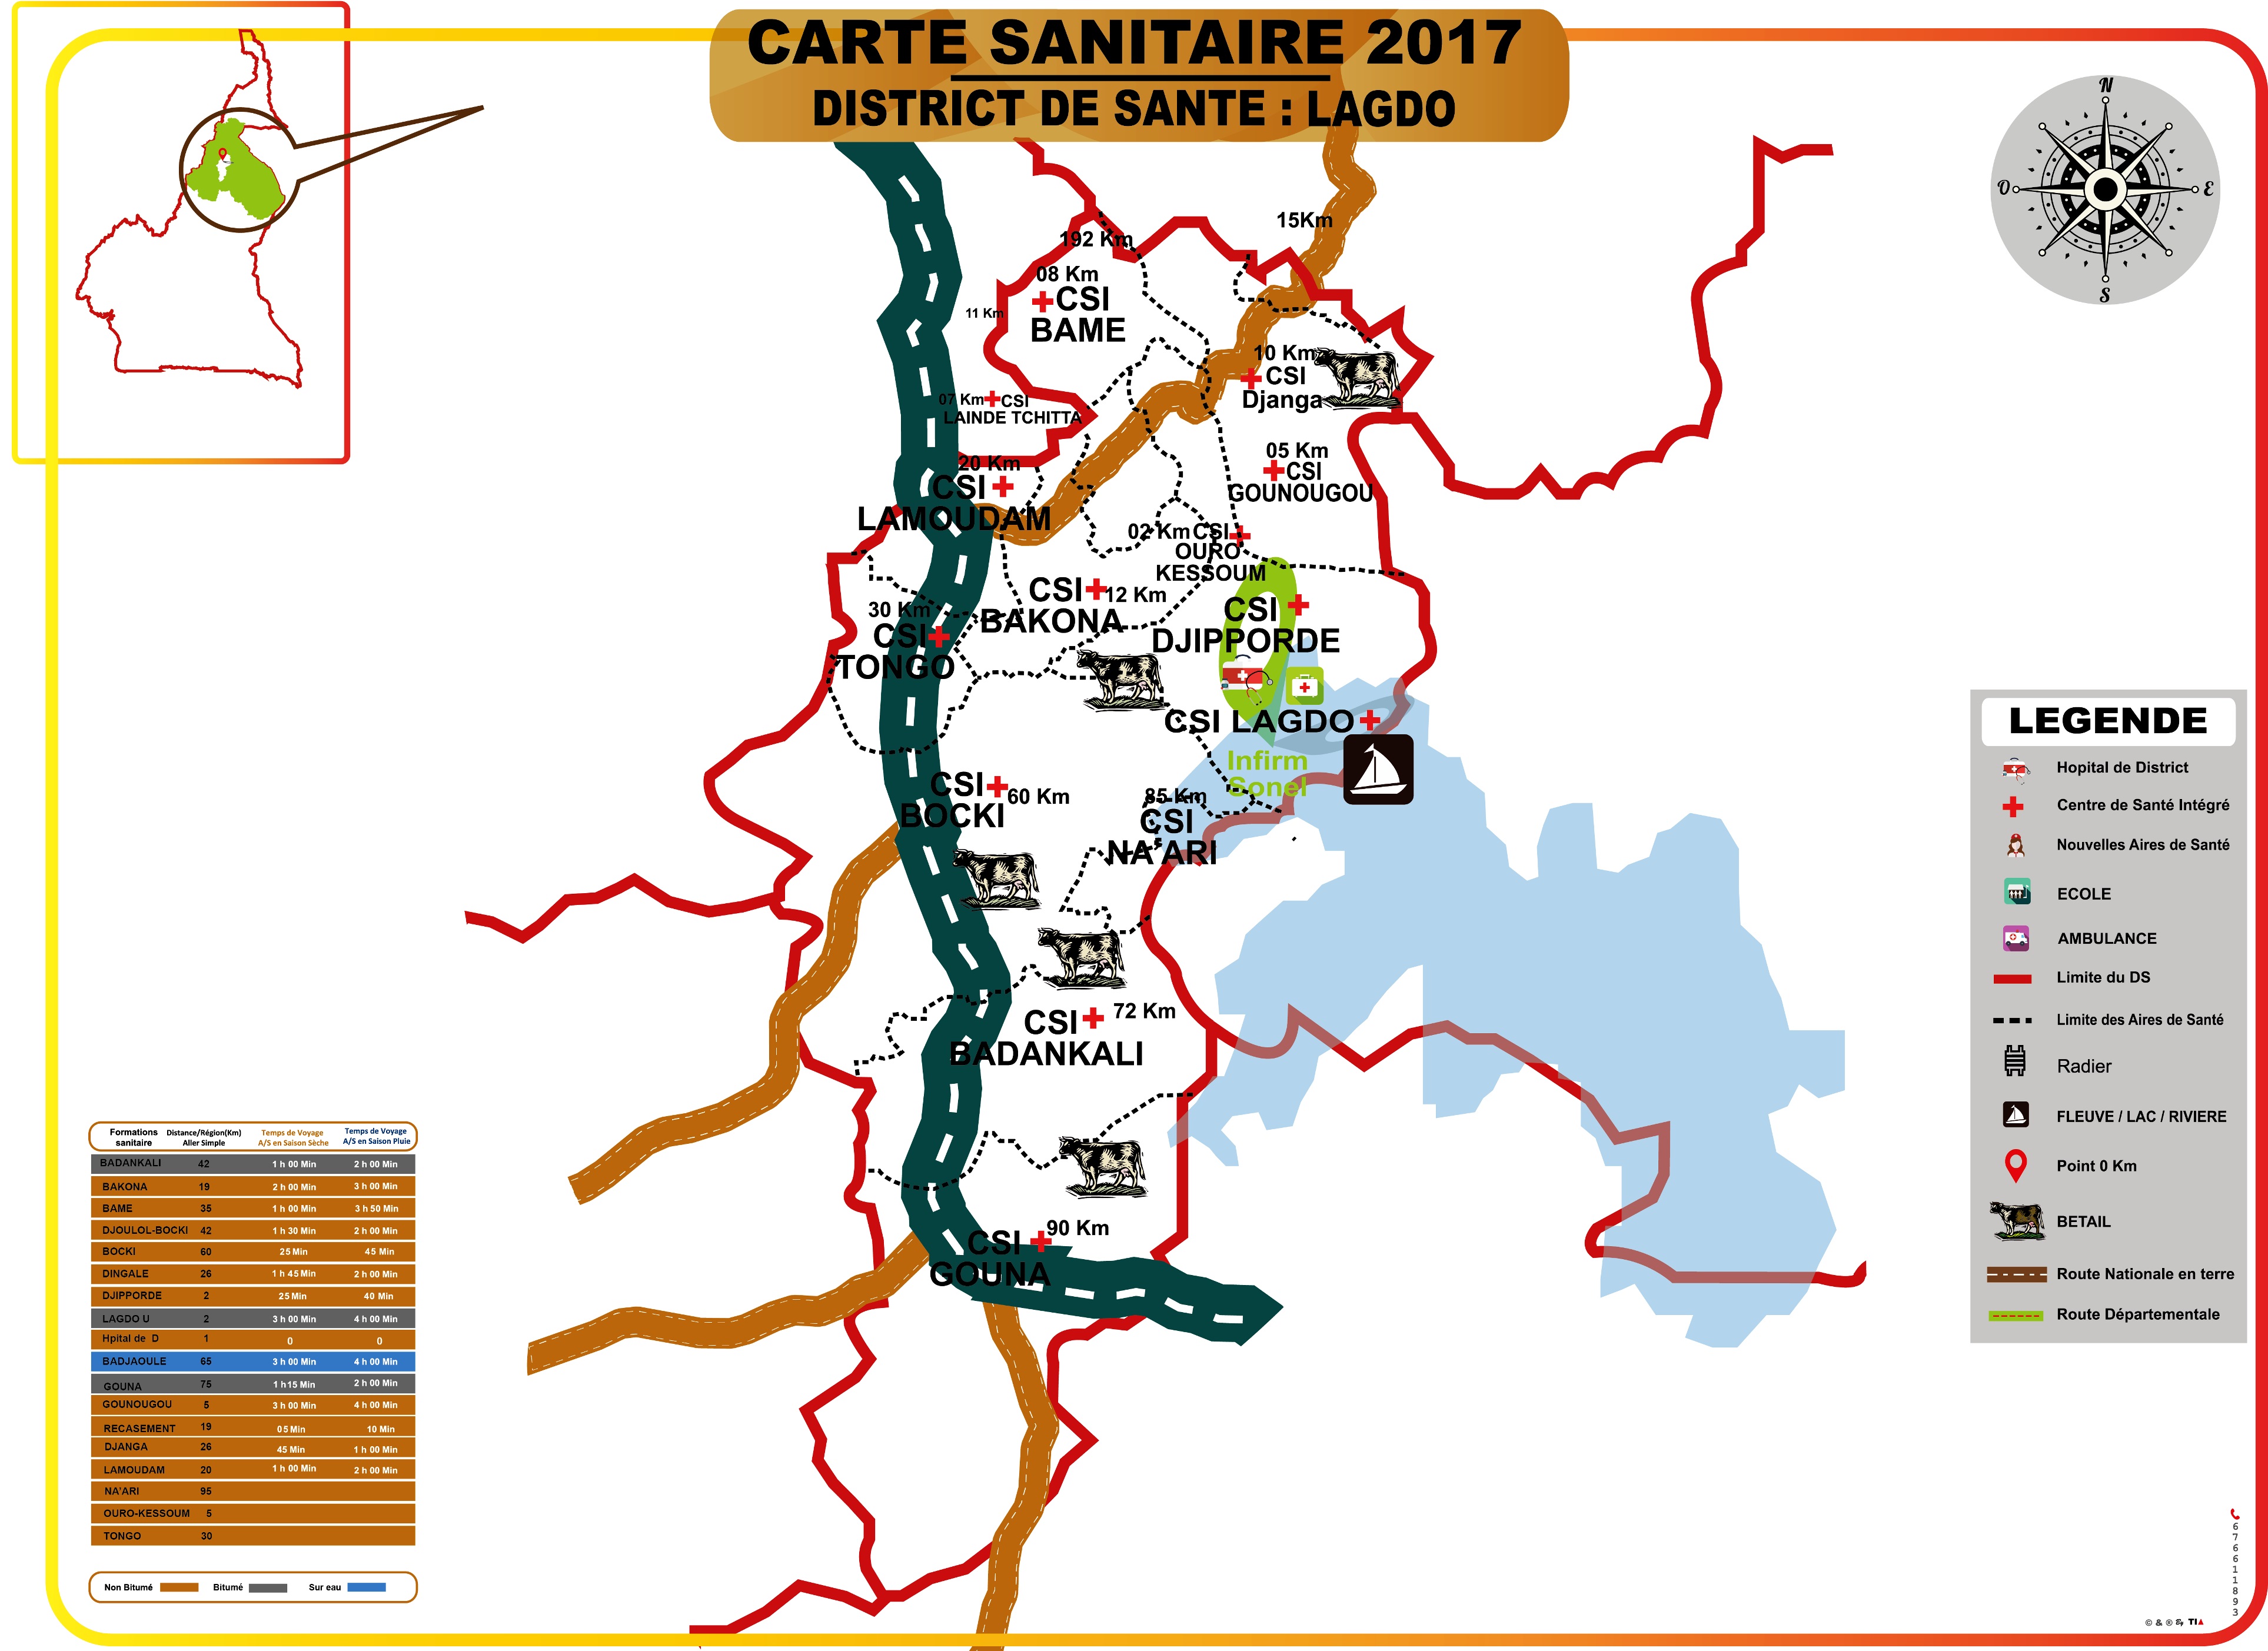 CARTE SANITAIRE 2017
DISTRICT DE SANTE : LAGDO
N
O
E
S
15Km
192 Km
08 Km
CSI
BAME
11 Km
10 Km
CSI
Djanga
07 Km CSI
LAINDE TCHITTA
05 Km
CSI
GOUNOUGOU
20 Km
CSI
LAMOUDAM
02 Km CSI
OURO
KESSOUM
CSI
12 Km
BAKONA
30 Km
CSI
TONGO
CSI
DJIPPORDE
CSI LAGDO
Infirm
Sonel
CSI
60 Km
BOCKI
85 Km
CSI
NA'ARI
CSI
72 Km
BADANKALI
90 Km
CSI
GOUNA
LEGENDE
Hopital de District
Centre de Santé Intégré
Nouvelles Aires de Santé
ECOLE
AMBULANCE
Limite du DS
Limite des Aires de Santé
Radier
FLEUVE / LAC / RIVIERE
Point 0 Km
BETAIL
Route Nationale en terre
Route Départementale
Formations sanitaire Distance/Région(Km) Aller Simple Temps de Voyage A/S en Saison Sèche Temps de Voyage A/S en Saison Pluie
BADANKALI 42 1 h 00 Min 2 h 00 Min
BAKONA 19 2 h 00 Min 3 h 00 Min
BAME 35 1 h 00 Min 3 h 50 Min
DJOULOL-BOCKI 42 1 h 30 Min 2 h 00 Min
BOCKI 60 25 Min 45 Min
DINGALE 26 1 h 45 Min 2 h 00 Min
DJIPPORDE 2 25 Min 40 Min
LAGDO U 2 3 h 00 Min 4 h 00 Min
Hpital de D 1 0 0
BADJAOULE 65 3 h 00 Min 4 h 00 Min
GOUNA 75 1 h15 Min 2 h 00 Min
GOUNOUGOU 5 3 h 00 Min 4 h 00 Min
RECASEMENT 19 05 Min 10 Min
DJANGA 26 45 Min 1 h 00 Min
LAMOUDAM 20 1 h 00 Min 2 h 00 Min
NA'ARI 95
OURO-KESSOUM 5
TONGO 30
Non Bitumé Bitumé Sur eau
676611893
© & ® By TIA